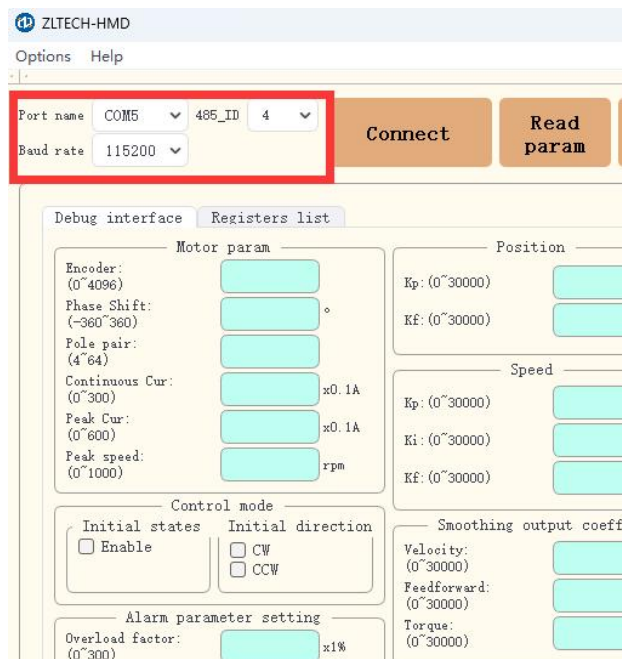 ZLTECH-HMD
Options Help
Port name COM5 485_ID 4
Baud rate 115200
Connect
Read
param
Debug interface Registers list
Motor param
Encoder:
(0~4096)
Phase Shift:
(-360~360) °
Pole pair:
(4~64)
Continuous Cur:
(0~300) x0.1A
Peak Cur:
(0~600) x0.1A
Peak speed:
(0~1000) rpm
Position
Kp:(0~30000)
Kf:(0~30000)
Speed
Kp:(0~30000)
Ki:(0~30000)
Kf:(0~30000)
Control mode
Initial states Initial direction
Enable
CW
CCW
Smoothing output coeff
Velocity:
(0~30000)
Feedforward:
(0~30000)
Torque:
(0~30000)
Alarm parameter setting
Overload factor:
(0~300) x1%